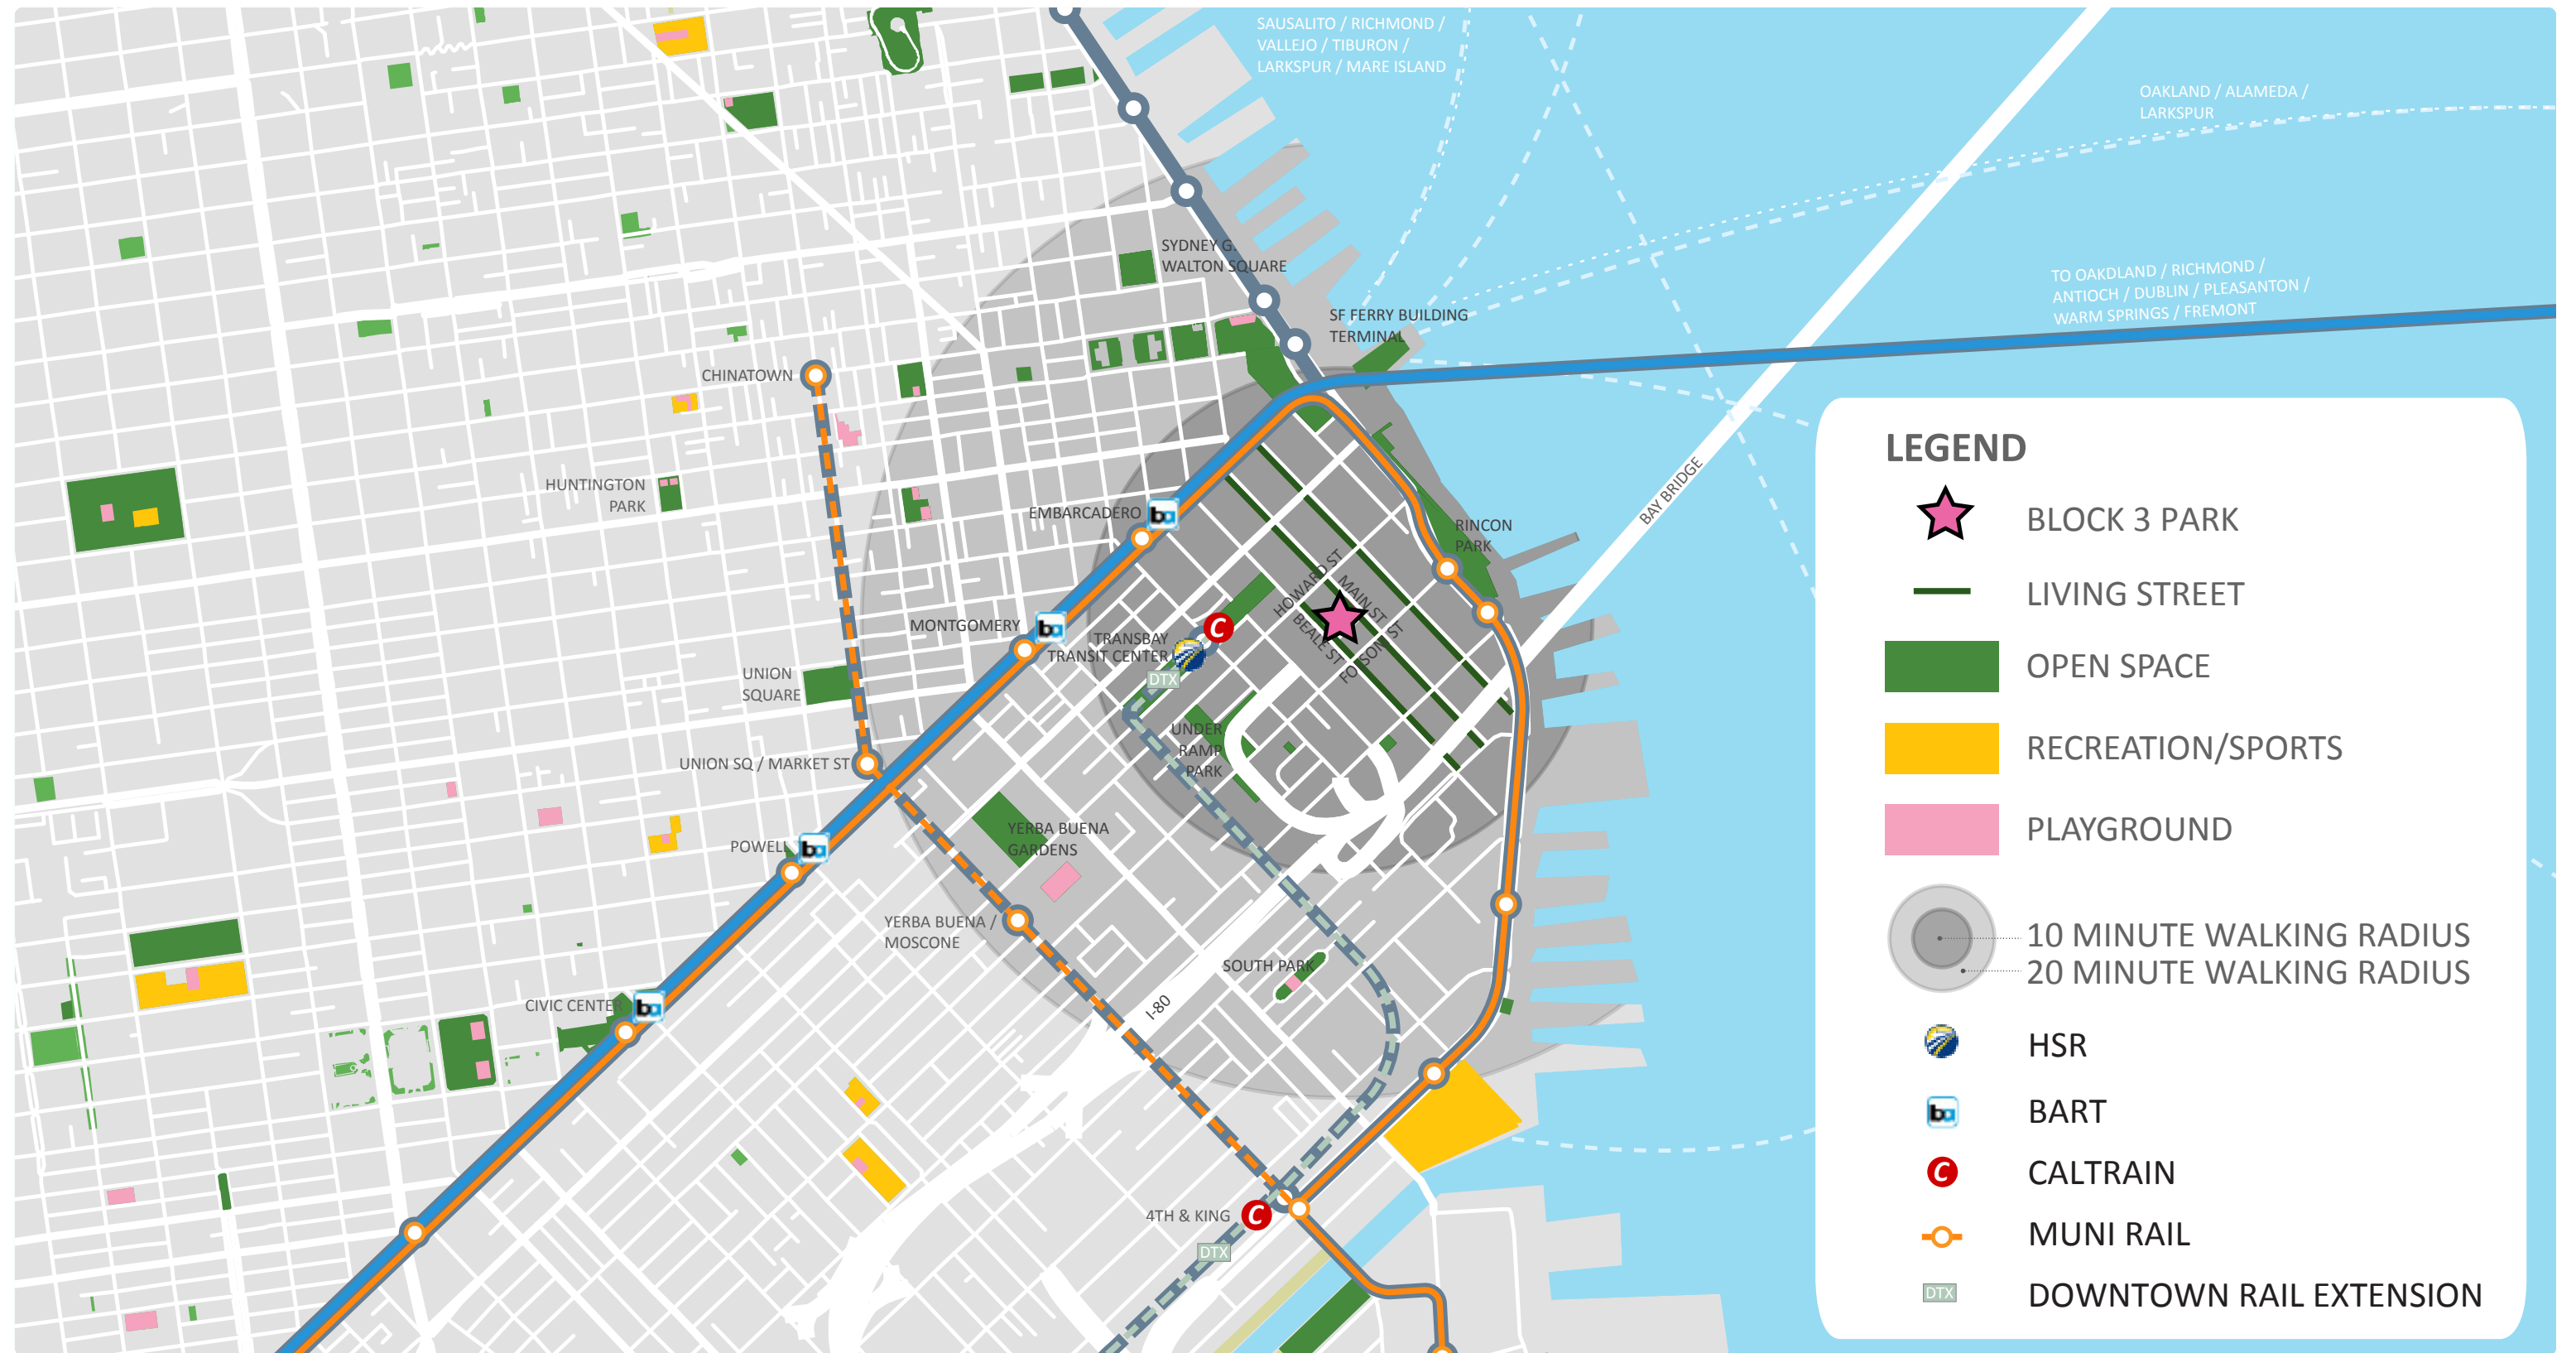 SAUSALITO / RICHMOND /
VALLEJO / TIBURON /
LARKSPUR / MARE ISLAND
OAKLAND / ALAMEDA /
LARKSPUR
SYDNEY G.
WALTON SQUARE
TO OAKDLAND / RICHMOND /
ANTIOCH / DUBLIN / PLEASANTON /
WARM SPRINGS / FREMONT
SF FERRY BUILDING
TERMINAL
CHINATOWN
HUNTINGTON
PARK
EMBARCADERO
ba
BAY BRIDGE
RINCON
PARK
HOWARD ST
MAIN ST
BEALE ST
FOLSOM ST
MONTGOMERY
ba
TRANSBAY
TRANSIT CENTER
C
DTX
UNION
SQUARE
UNDER
RAMP
PARK
UNION SQ / MARKET ST
YERBA BUENA
GARDENS
POWELL
ba
YERBA BUENA /
MOSCONE
SOUTH PARK
I-80
CIVIC CENTER
ba
4TH & KING
C
DTX
LEGEND
BLOCK 3 PARK
LIVING STREET
OPEN SPACE
RECREATION/SPORTS
PLAYGROUND
10 MINUTE WALKING RADIUS
20 MINUTE WALKING RADIUS
HSR
ba BART
C CALTRAIN
MUNI RAIL
DTX DOWNTOWN RAIL EXTENSION